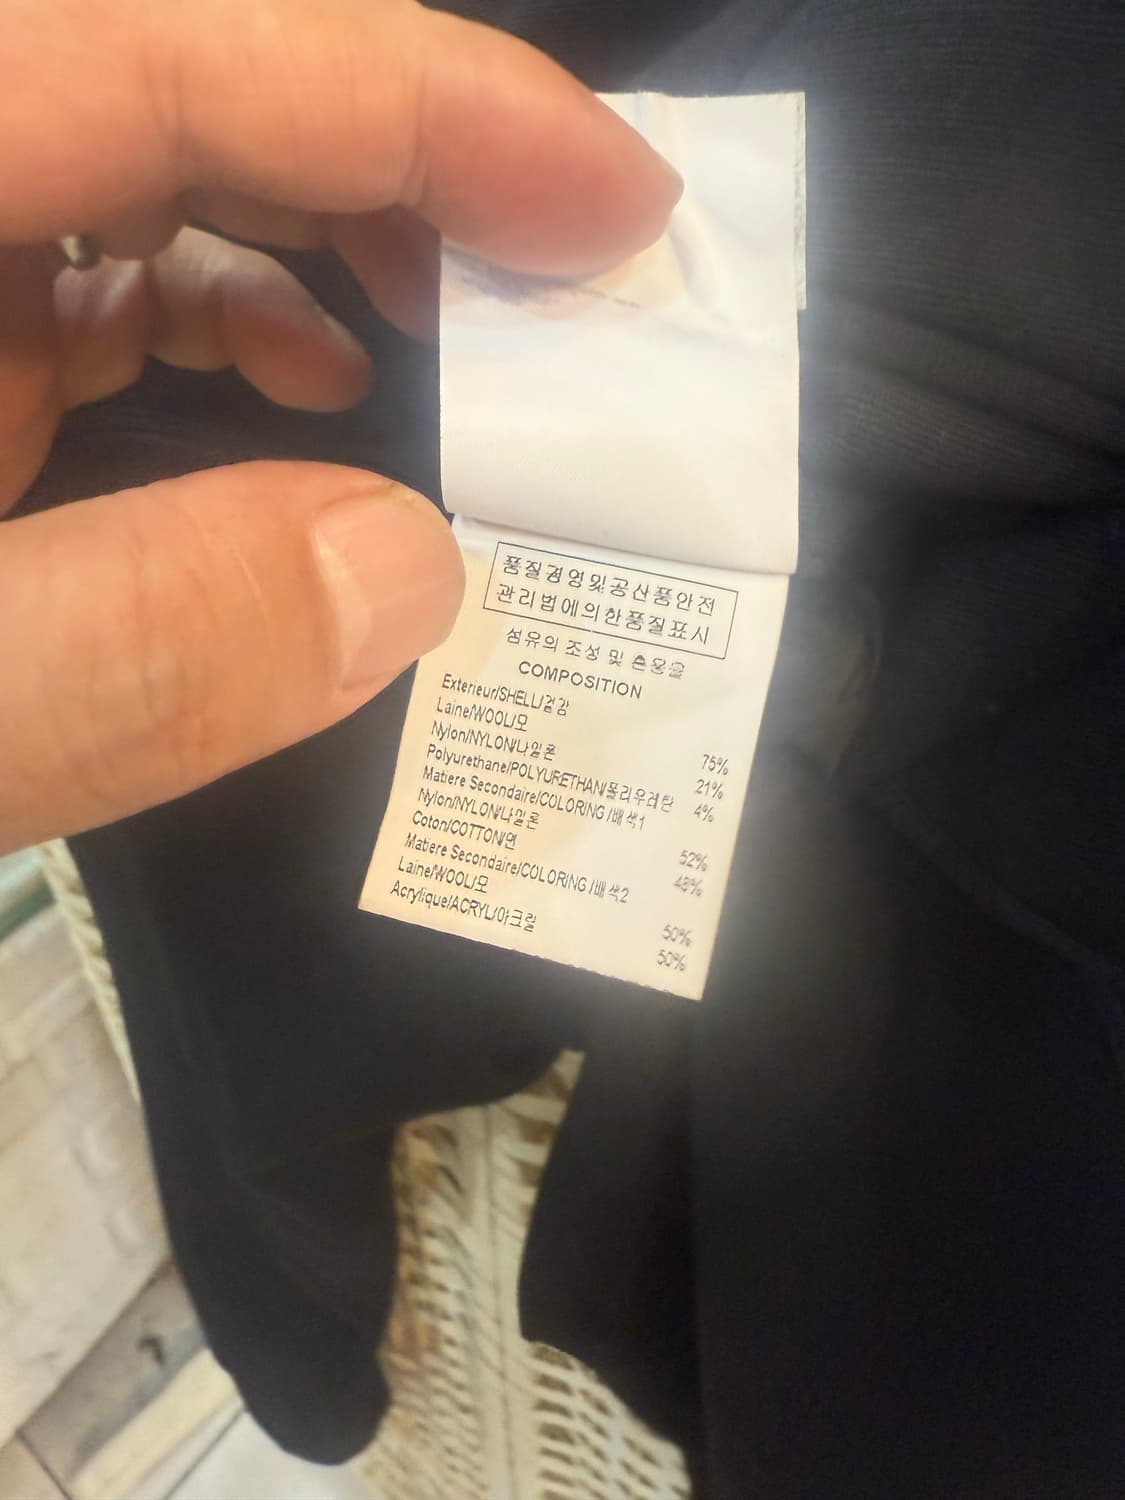 품질경영및공산품안전
관리법에의한품질표시
섬유의 조성 및 혼용율
COMPOSITION
Exterieur/SHELL/겉감
Laine/WOOL/모 75%
Nylon/NYLON/나일론 21%
Polyurethane/POLYURETHAN/폴리우레탄 4%
Matiere Secondaire/COLORING/배색1
Nylon/NYLON/나일론 52%
Coton/COTTON/면 48%
Matiere Secondaire/COLORING/배색2
Laine/WOOL/모 50%
Acrylique/ACRYL/아크릴 50%